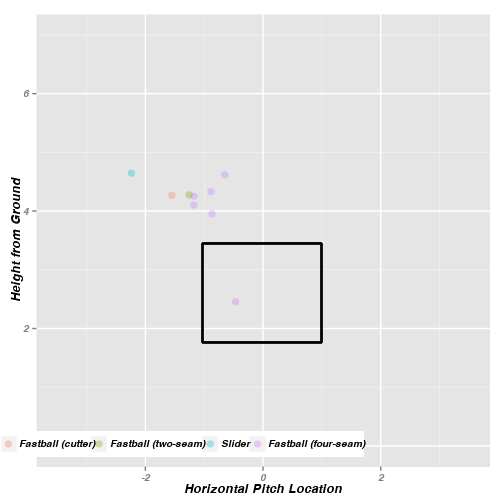 6
4
2
Height from Ground
Fastball (cutter) Fastball (two-seam) Slider Fastball (four-seam)
-2 0 2
Horizontal Pitch Location